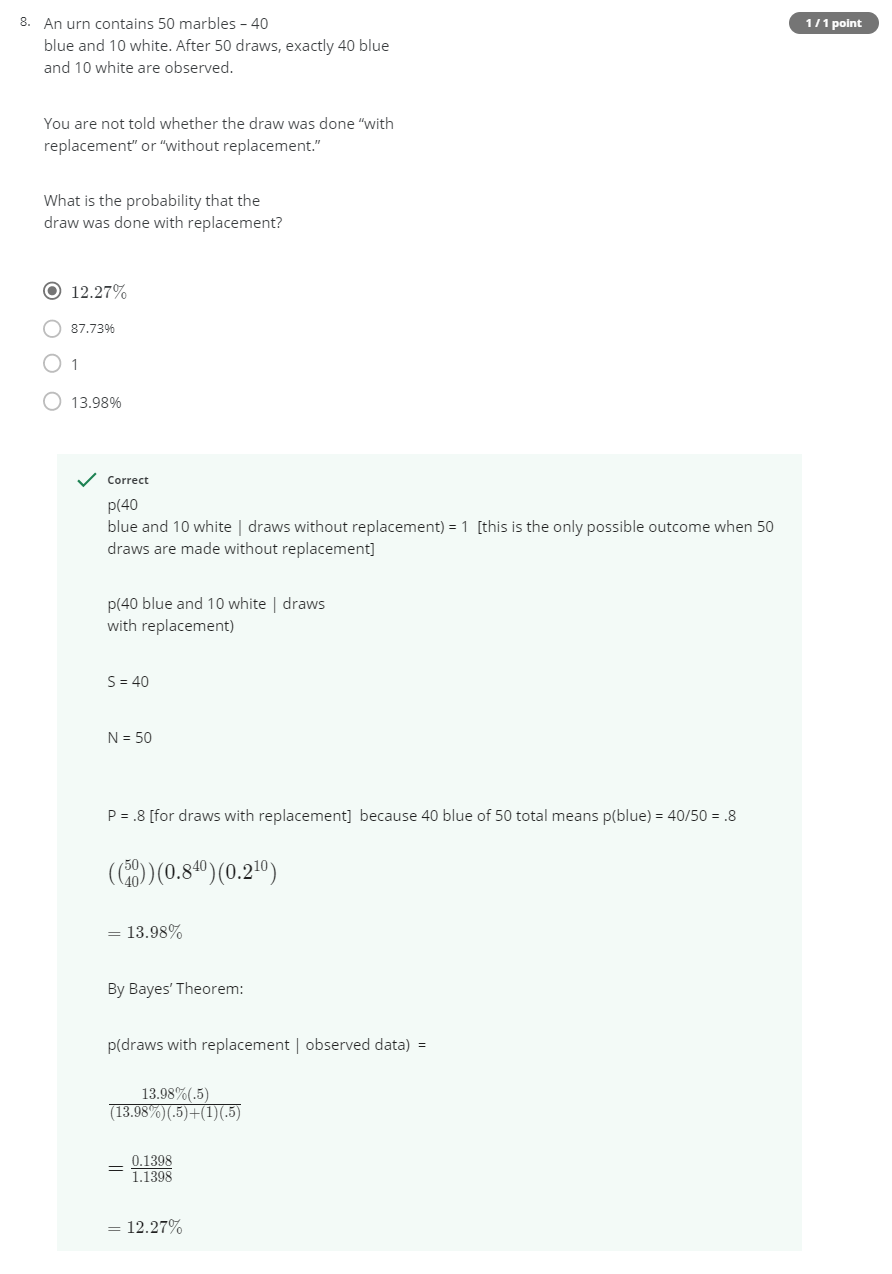 8. An urn contains 50 marbles – 40
1 / 1 point
blue and 10 white. After 50 draws, exactly 40 blue
and 10 white are observed.
You are not told whether the draw was done “with
replacement” or “without replacement.”
What is the probability that the
draw was done with replacement?
12.27%
87.73%
1
13.98%
Correct
p(40
blue and 10 white | draws without replacement) = 1 [this is the only possible outcome when 50
draws are made without replacement]
p(40 blue and 10 white | draws
with replacement)
S = 40
N = 50
P = .8 [for draws with replacement] because 40 blue of 50 total means p(blue) = 40/50 = .8
((50
40))(0.8^40)(0.2^10)
= 13.98%
By Bayes’ Theorem:
p(draws with replacement | observed data) =
13.98%(.5)
(13.98%)(.5)+(1)(.5)
= 0.1398
1.1398
= 12.27%